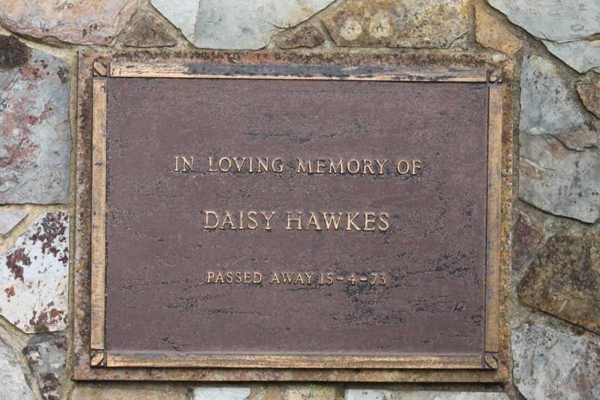 IN LOVING MEMORY OF
DAISY HAWKES
PASSED AWAY 15-4-73